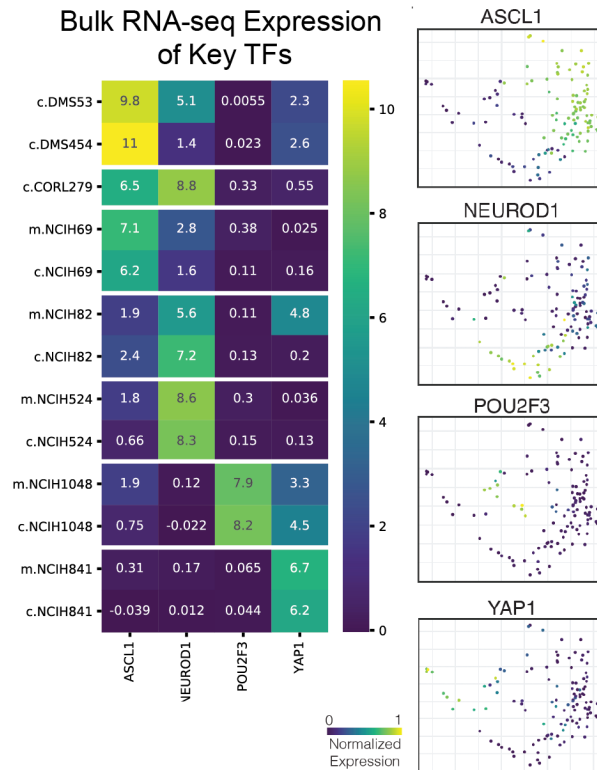 Bulk RNA-seq Expression
of Key TFs
c.DMS53 9.8 5.1 0.0055 2.3
c.DMS454 11 1.4 0.023 2.6
c.CORL279 6.5 8.8 0.33 0.55
m.NCIH69 7.1 2.8 0.38 0.025
c.NCIH69 6.2 1.6 0.11 0.16
m.NCIH82 1.9 5.6 0.11 4.8
c.NCIH82 2.4 7.2 0.13 0.2
m.NCIH524 1.8 8.6 0.3 0.036
c.NCIH524 0.66 8.3 0.15 0.13
m.NCIH1048 1.9 0.12 7.9 3.3
c.NCIH1048 0.75 -0.022 8.2 4.5
m.NCIH841 0.31 0.17 0.065 6.7
c.NCIH841 -0.039 0.012 0.044 6.2
ASCL1 NEUROD1 POU2F3 YAP1
10
8
6
4
2
0
ASCL1
NEUROD1
POU2F3
YAP1
0 1
Normalized
Expression